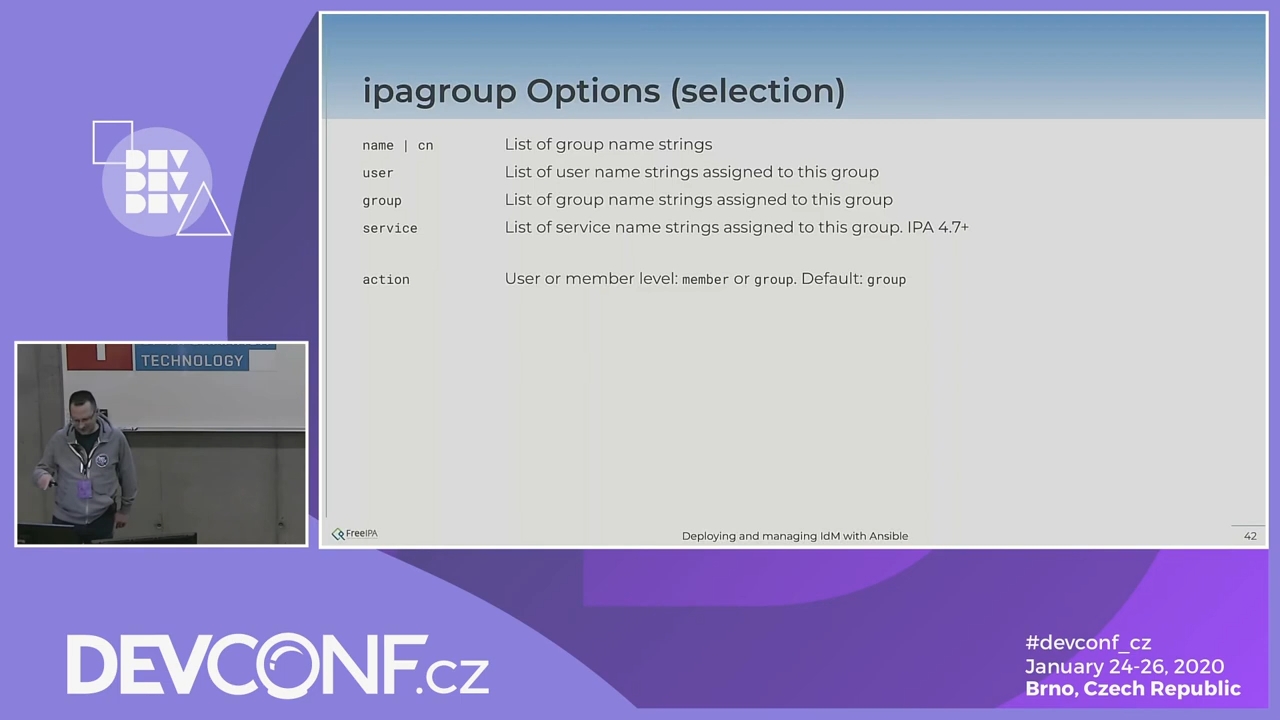 ipagroup Options (selection)
name | cn List of group name strings
user List of user name strings assigned to this group
group List of group name strings assigned to this group
service List of service name strings assigned to this group. IPA 4.7+
action User or member level: member or group. Default: group
FreeIPA
Deploying and managing IdM with Ansible
42
DEV
DEV
DEV
TECHNOLOGY
DEVCONF.cz
#devconf_cz
January 24-26, 2020
Brno, Czech Republic